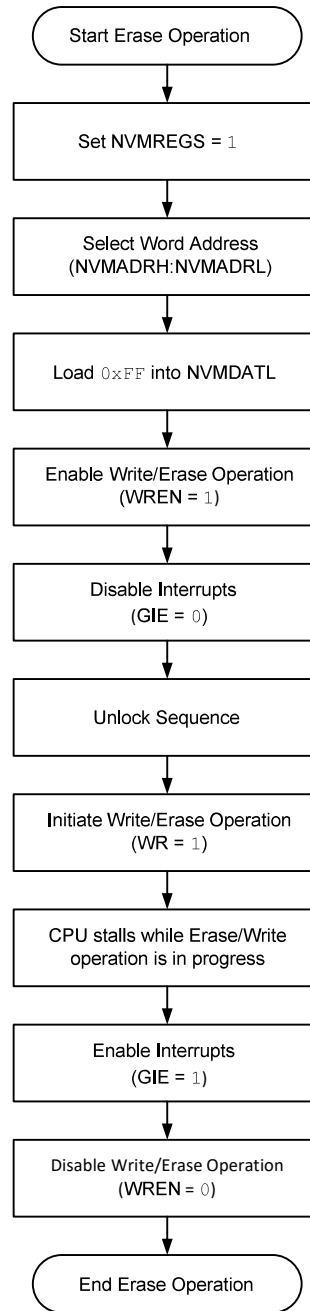 Start Erase Operation
Set NVMREGS = 1
Select Word Address
(NVMADRH:NVMADRL)
Load 0xFF into NVMDATL
Enable Write/Erase Operation
(WREN = 1)
Disable Interrupts
(GIE = 0)
Unlock Sequence
Initiate Write/Erase Operation
(WR = 1)
CPU stalls while Erase/Write
operation is in progress
Enable Interrupts
(GIE = 1)
Disable Write/Erase Operation
(WREN = 0)
End Erase Operation